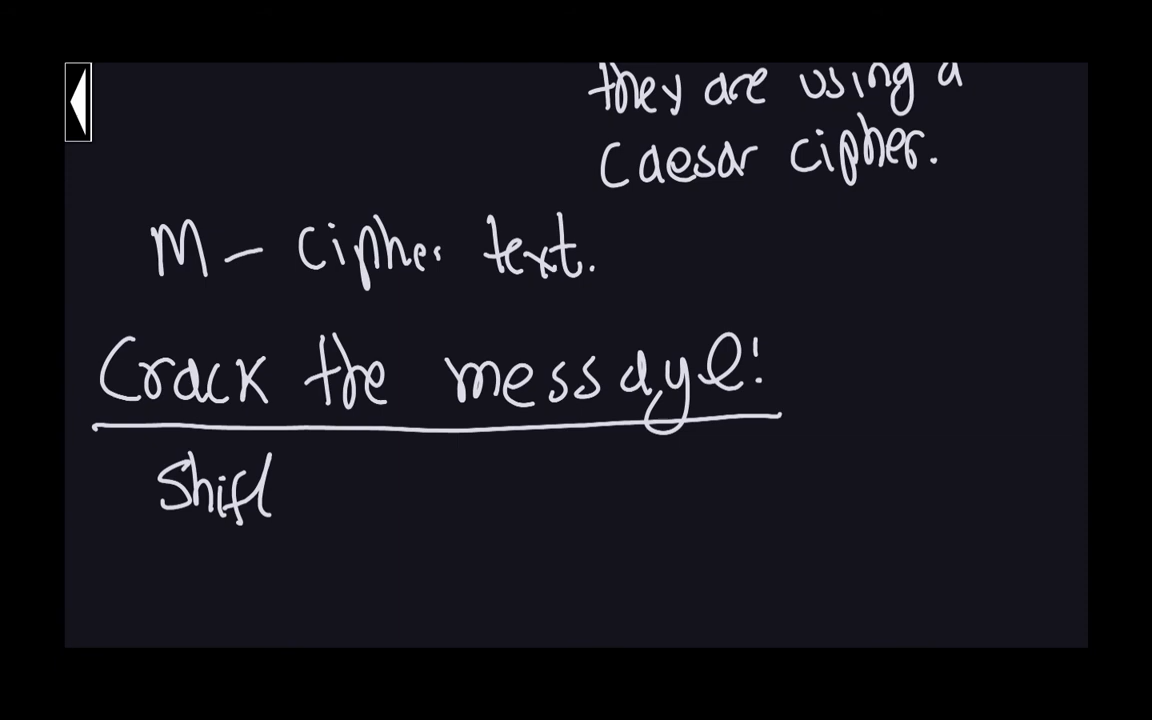 they are using a
Caesar cipher.
M - cipher text.
Crack the message!
Shift